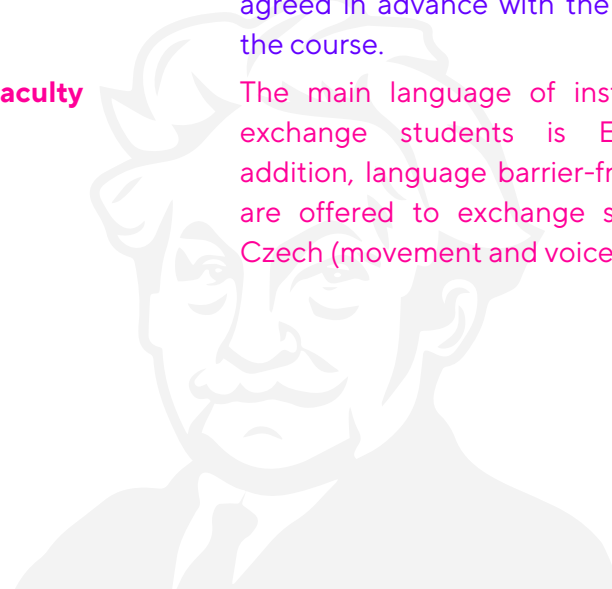 agreed in advance with the
the course.
aculty The main language of inst
exchange students is E
addition, language barrier-fr
are offered to exchange s
Czech (movement and voice